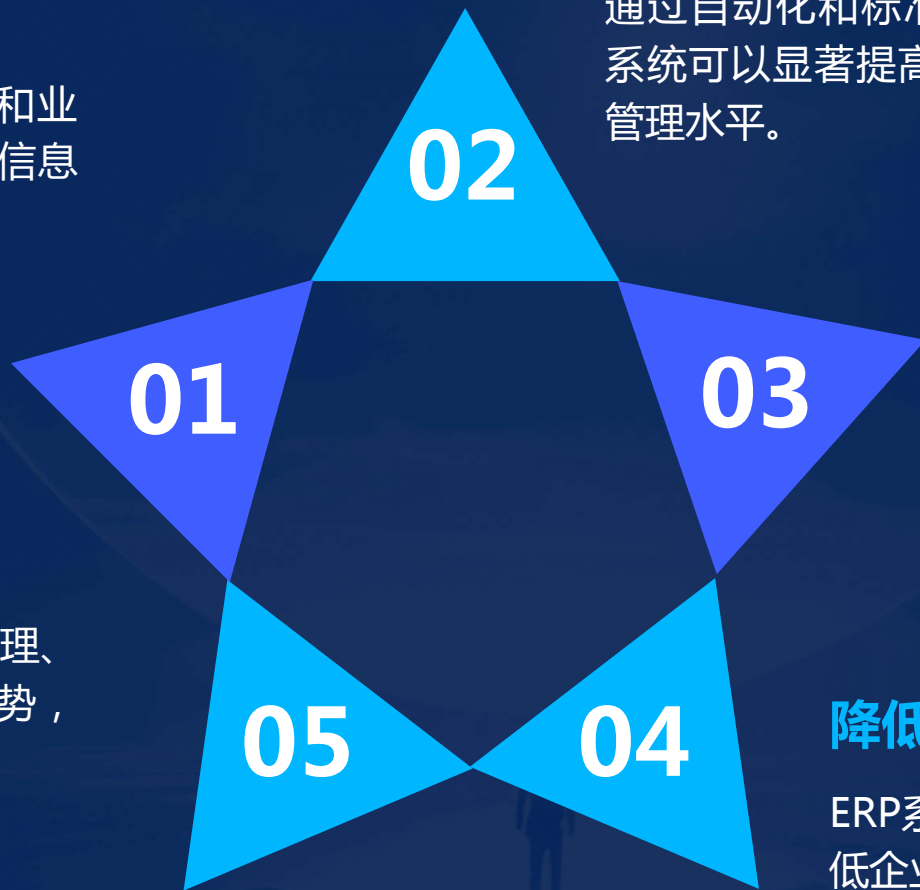 通过自动化和标准
系统可以显著提高
管理水平。
和业
信息
02
01
03
理、
势，
05
04
降低
ERP系
低企业